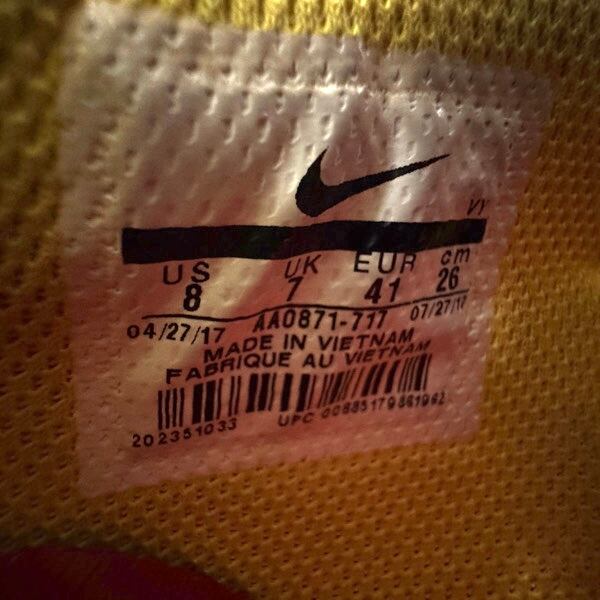 VY
US UK EUR cm
8 7 41 26
04/27/17 AA0871-717 07/27/17
MADE IN VIETNAM
FABRIQUE AU VIETNAM
202351033 UPC 00885179861962